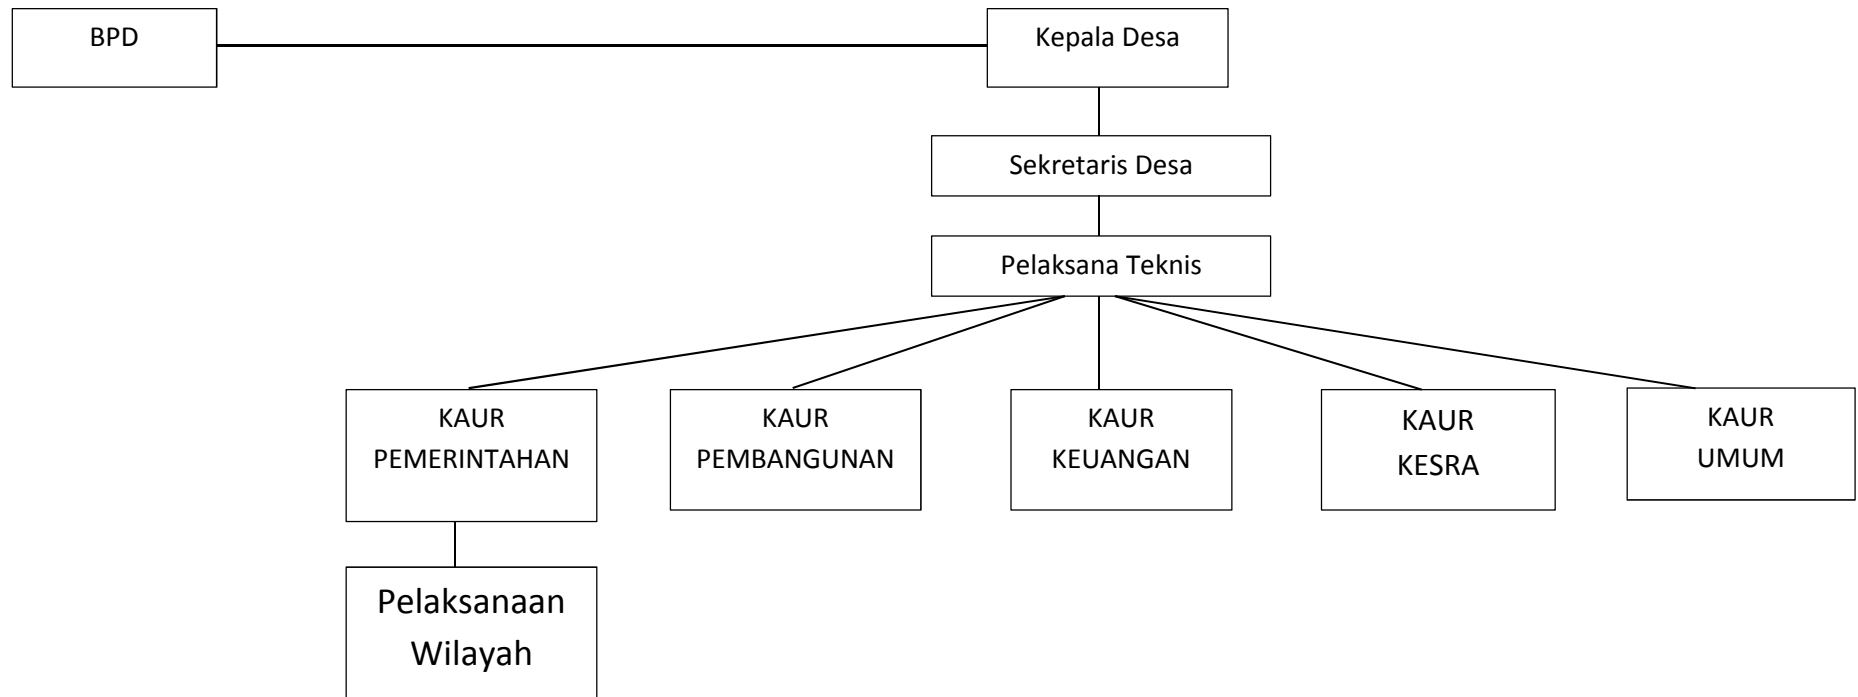 BPD
Kepala Desa
Sekretaris Desa
Pelaksana Teknis
KAUR
PEMERINTAHAN
KAUR
PEMBANGUNAN
KAUR
KEUANGAN
KAUR
KESRA
KAUR
UMUM
Pelaksanaan
Wilayah